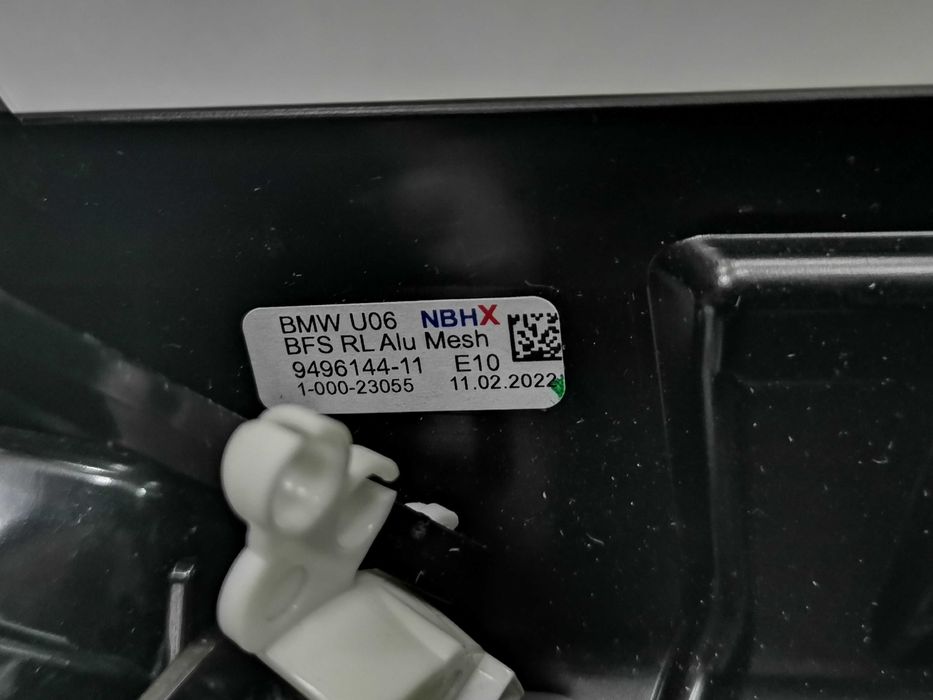 BMW U06 NBHX
BFS RL Alu Mesh
9496144-11 E10
1-000-23055 11.02.2022